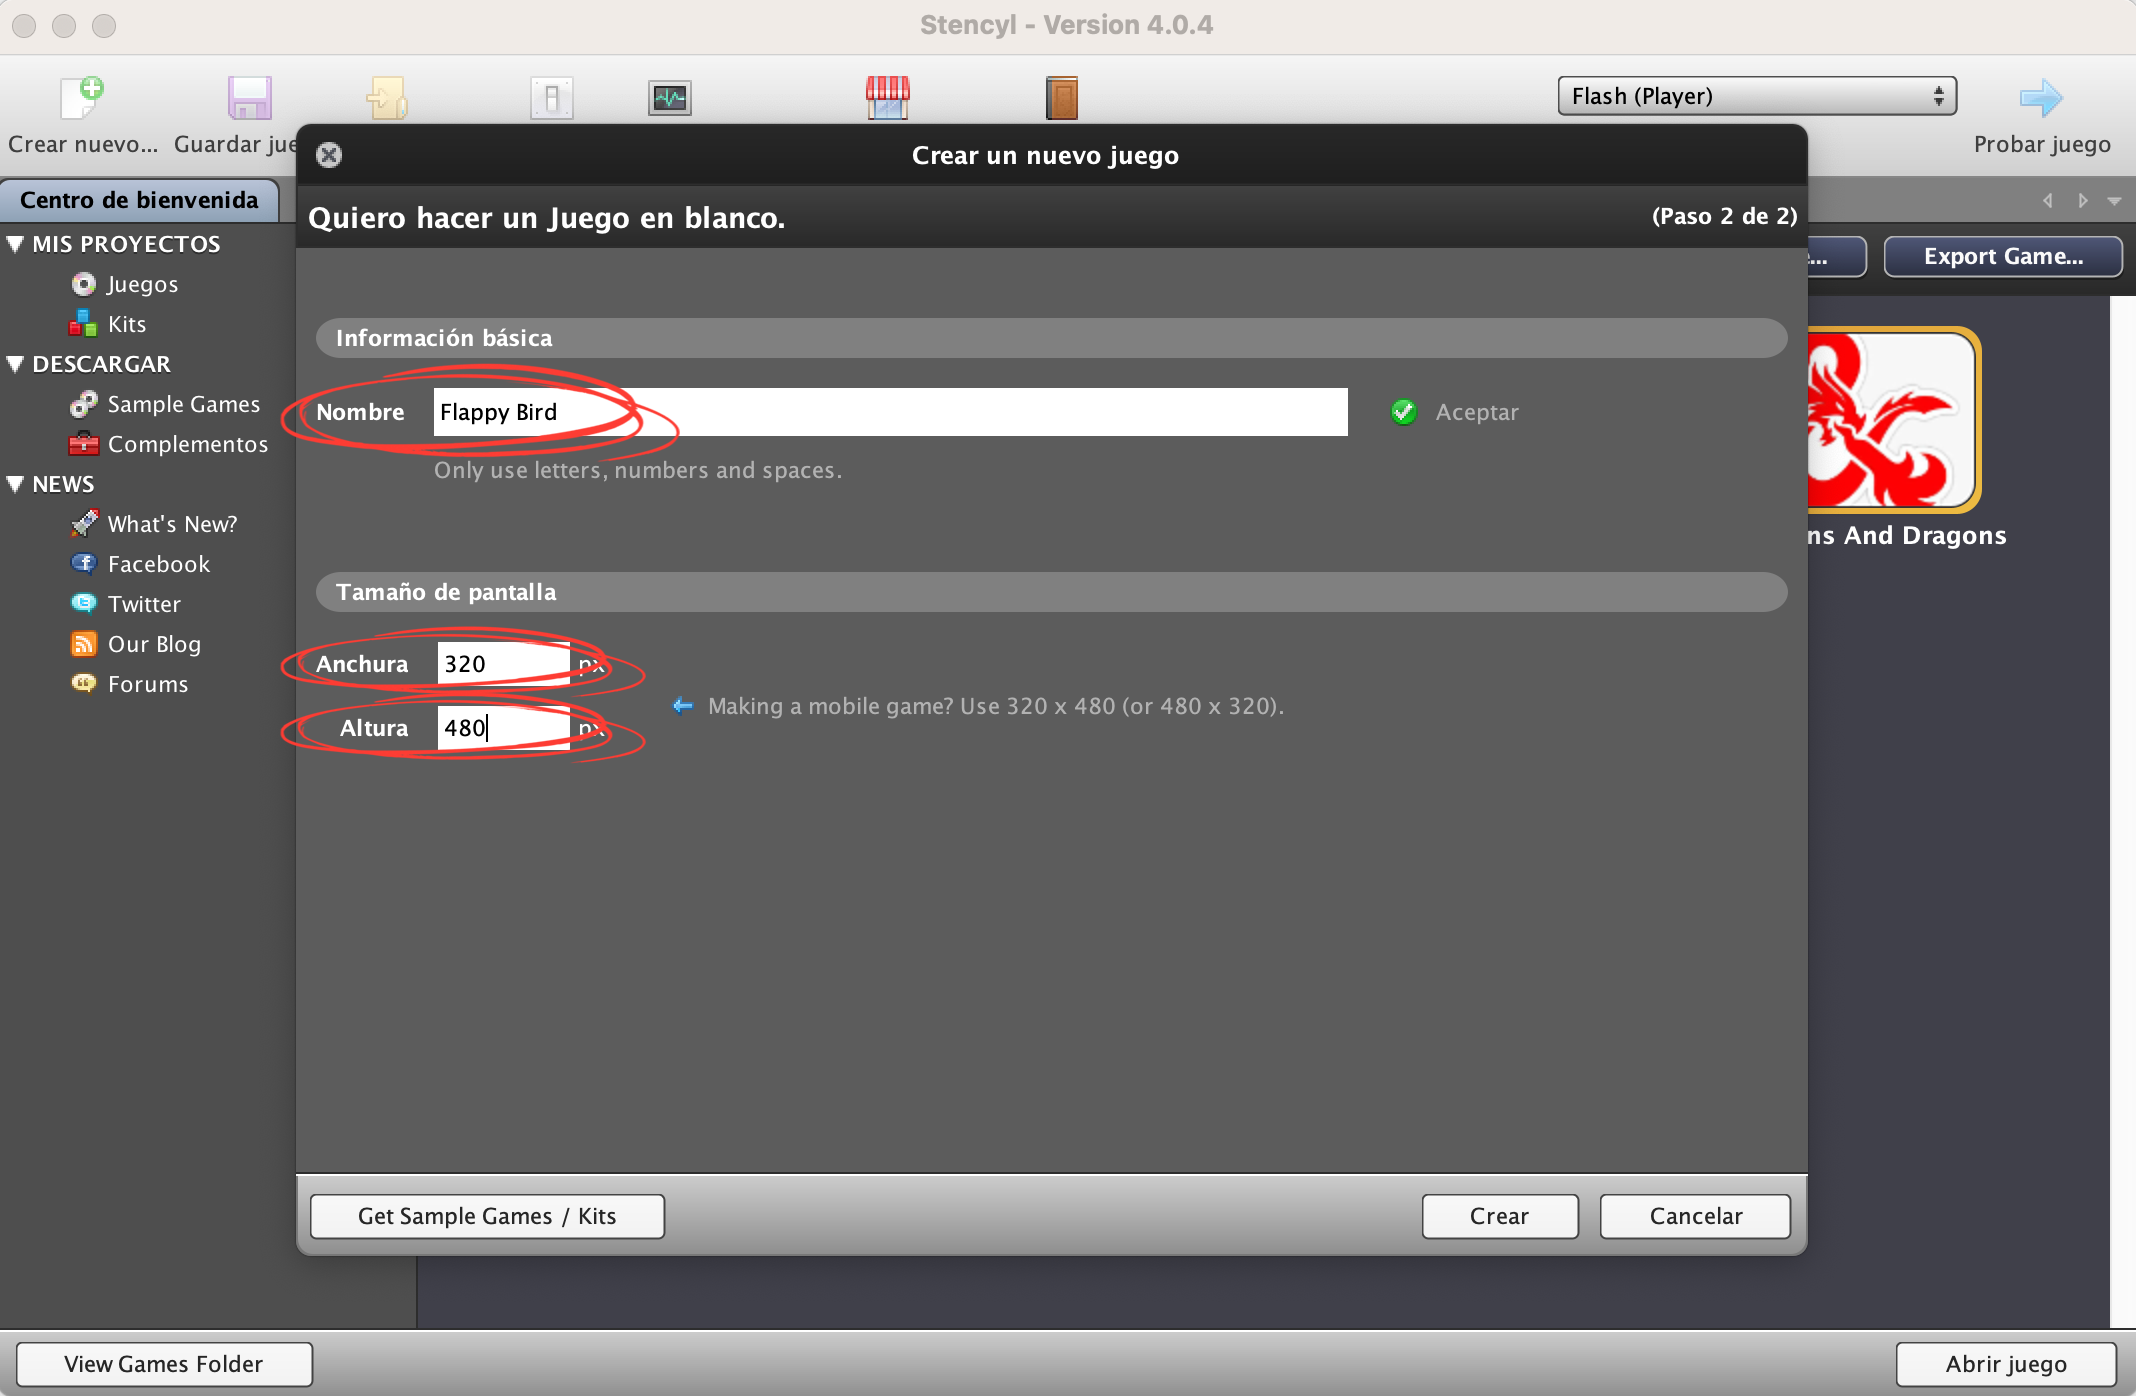 Stencyl - Version 4.0.4
Flash (Player)
Crear nuevo...
Guardar jue
Probar juego
Crear un nuevo juego
Centro de bienvenida
Quiero hacer un Juego en blanco.
(Paso 2 de 2)
MIS PROYECTOS
Juegos
Kits
DESCARGAR
Sample Games
Complementos
NEWS
What's New?
Facebook
Twitter
Our Blog
Forums
...
Export Game...
Información básica
Nombre
Flappy Bird
Aceptar
Only use letters, numbers and spaces.
ns And Dragons
Tamaño de pantalla
Anchura
320
px
Altura
480
px
Making a mobile game? Use 320 x 480 (or 480 x 320).
Get Sample Games / Kits
Crear
Cancelar
View Games Folder
Abrir juego